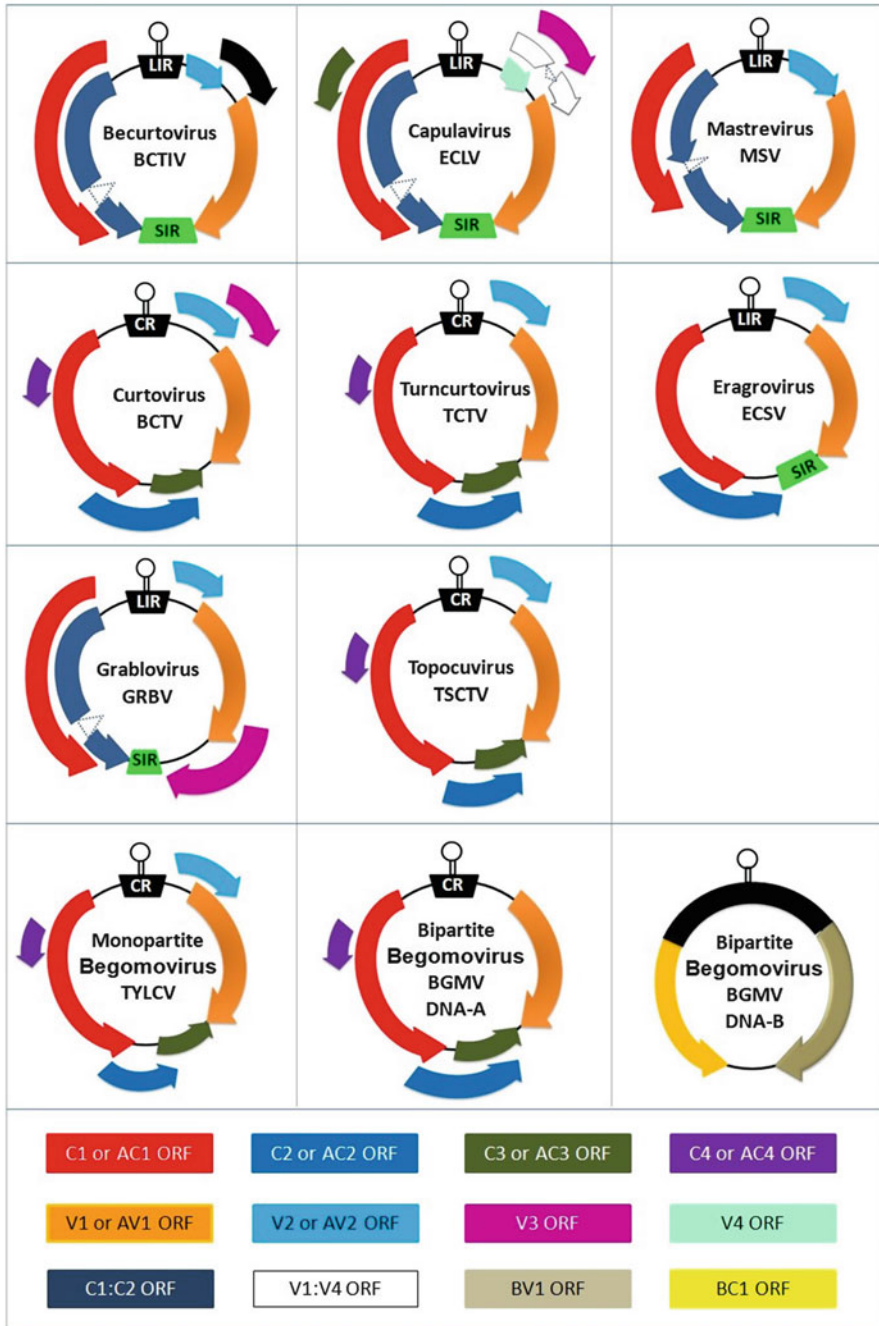 LIR
Becurtovirus
BCTIV
SIR
LIR
Capulavirus
ECLV
SIR
LIR
Mastrevirus
MSV
SIR
CR
Curtovirus
BCTV
CR
Turncurtovirus
TCTV
LIR
Eragrovirus
ECSV
SIR
LIR
Grablovirus
GRBV
SIR
CR
Topocuvirus
TSCTV
CR
Monopartite
Begomovirus
TYLCV
CR
Bipartite
Begomovirus
BGMV
DNA-A
Bipartite
Begomovirus
BGMV
DNA-B
C1 or AC1 ORF
C2 or AC2 ORF
C3 or AC3 ORF
C4 or AC4 ORF
V1 or AV1 ORF
V2 or AV2 ORF
V3 ORF
V4 ORF
C1:C2 ORF
V1:V4 ORF
BV1 ORF
BC1 ORF